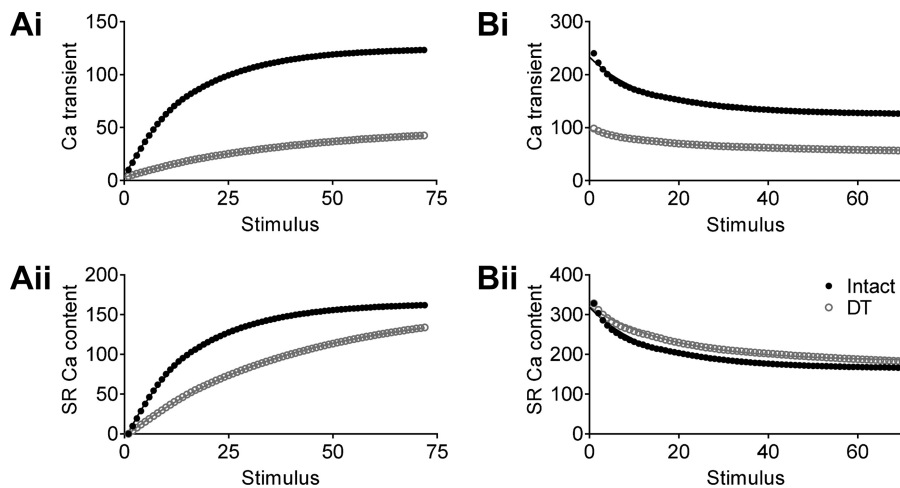 Ai
150
100
50
0
Ca transient
0 25 50 75
Stimulus
Bi
300
200
100
0
Ca transient
0 20 40 60
Stimulus
Aii
200
150
100
50
0
SR Ca content
0 25 50 75
Stimulus
Bii
400
300
200
100
0
SR Ca content
0 20 40 60
Stimulus
Intact
DT